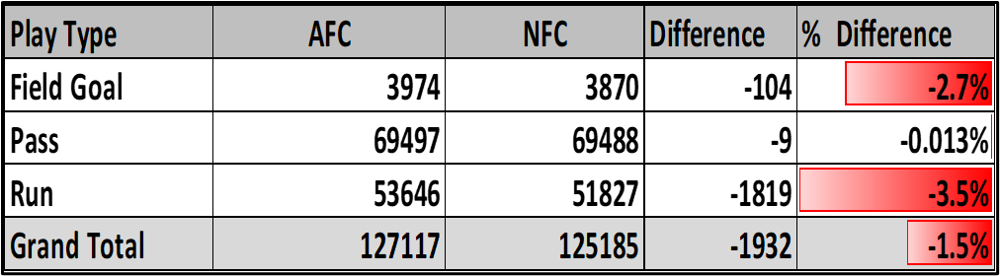 Play Type AFC NFC Difference % Difference
Field Goal 3974 3870 -104 -2.7%
Pass 69497 69488 -9 -0.013%
Run 53646 51827 -1819 -3.5%
Grand Total 127117 125185 -1932 -1.5%